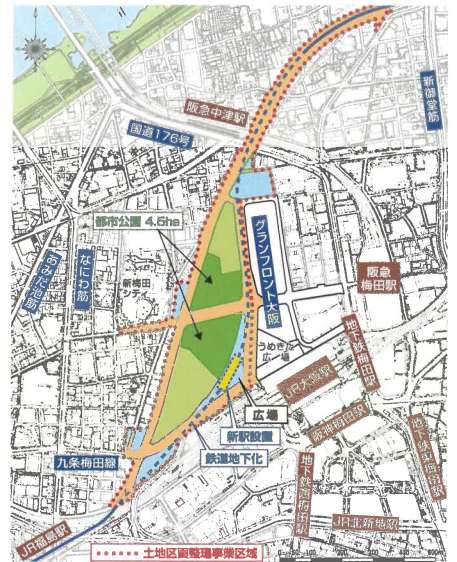 阪急中津駅
新御堂筋
国道176号
都市公園 4.5ha
グランフロント大阪
あみだ池筋
なにわ筋
新梅田
シティ
阪急
梅田駅
うめきた
広場
地下鉄梅田駅
JR大阪駅
広場
阪神梅田駅
新駅設置
鉄道地下化
九条梅田線
地下鉄西梅田駅
地下鉄東梅田駅
JR福島駅
JR北新地駅
土地区画整理事業区域